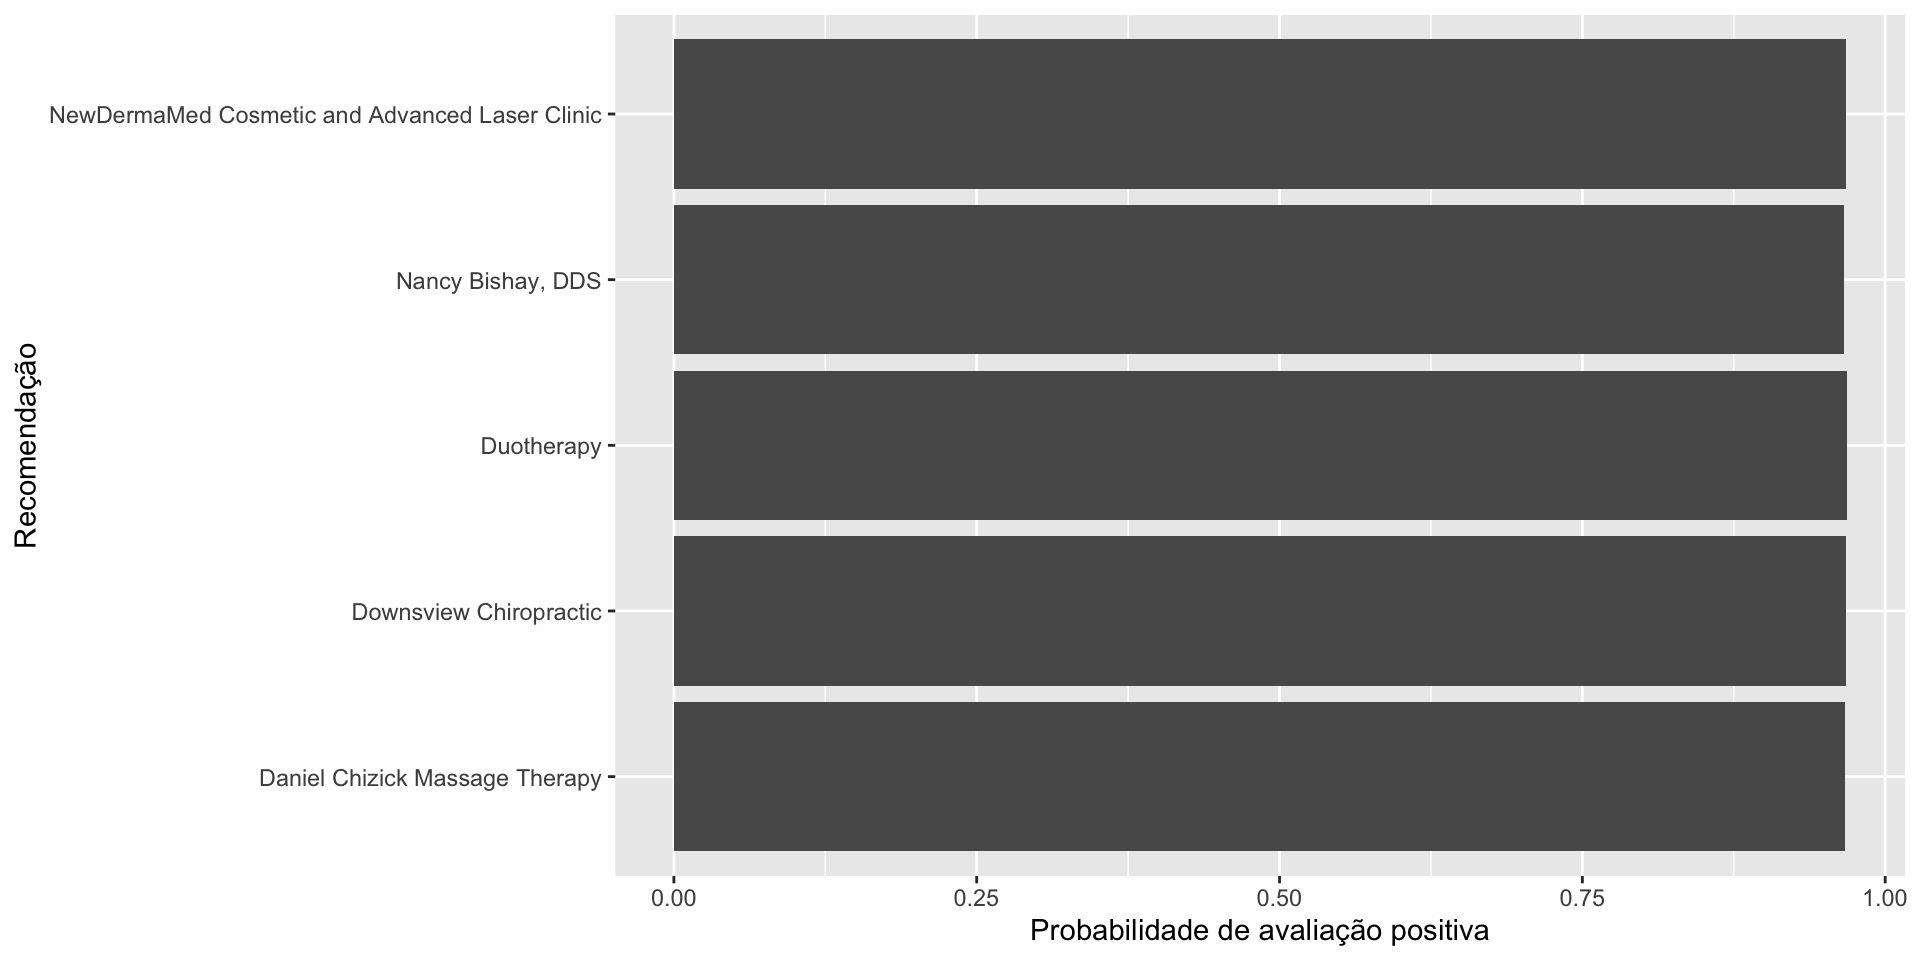 Recomendação
NewDermaMed Cosmetic and Advanced Laser Clinic
Nancy Bishay, DDS
Duotherapy
Downsview Chiropractic
Daniel Chizick Massage Therapy
0.00 0.25 0.50 0.75 1.00
Probabilidade de avaliação positiva